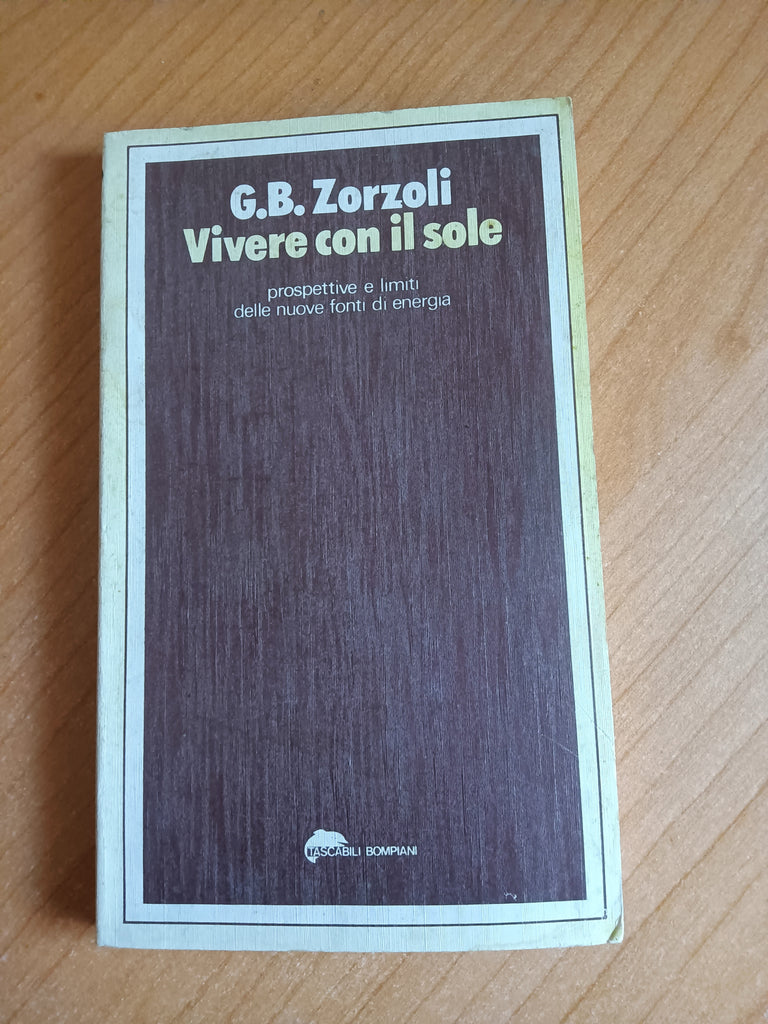 G.B. Zorzoli
Vivere con il sole
prospettive e limiti
delle nuove fonti di energia
TASCABILI BOMPIANI